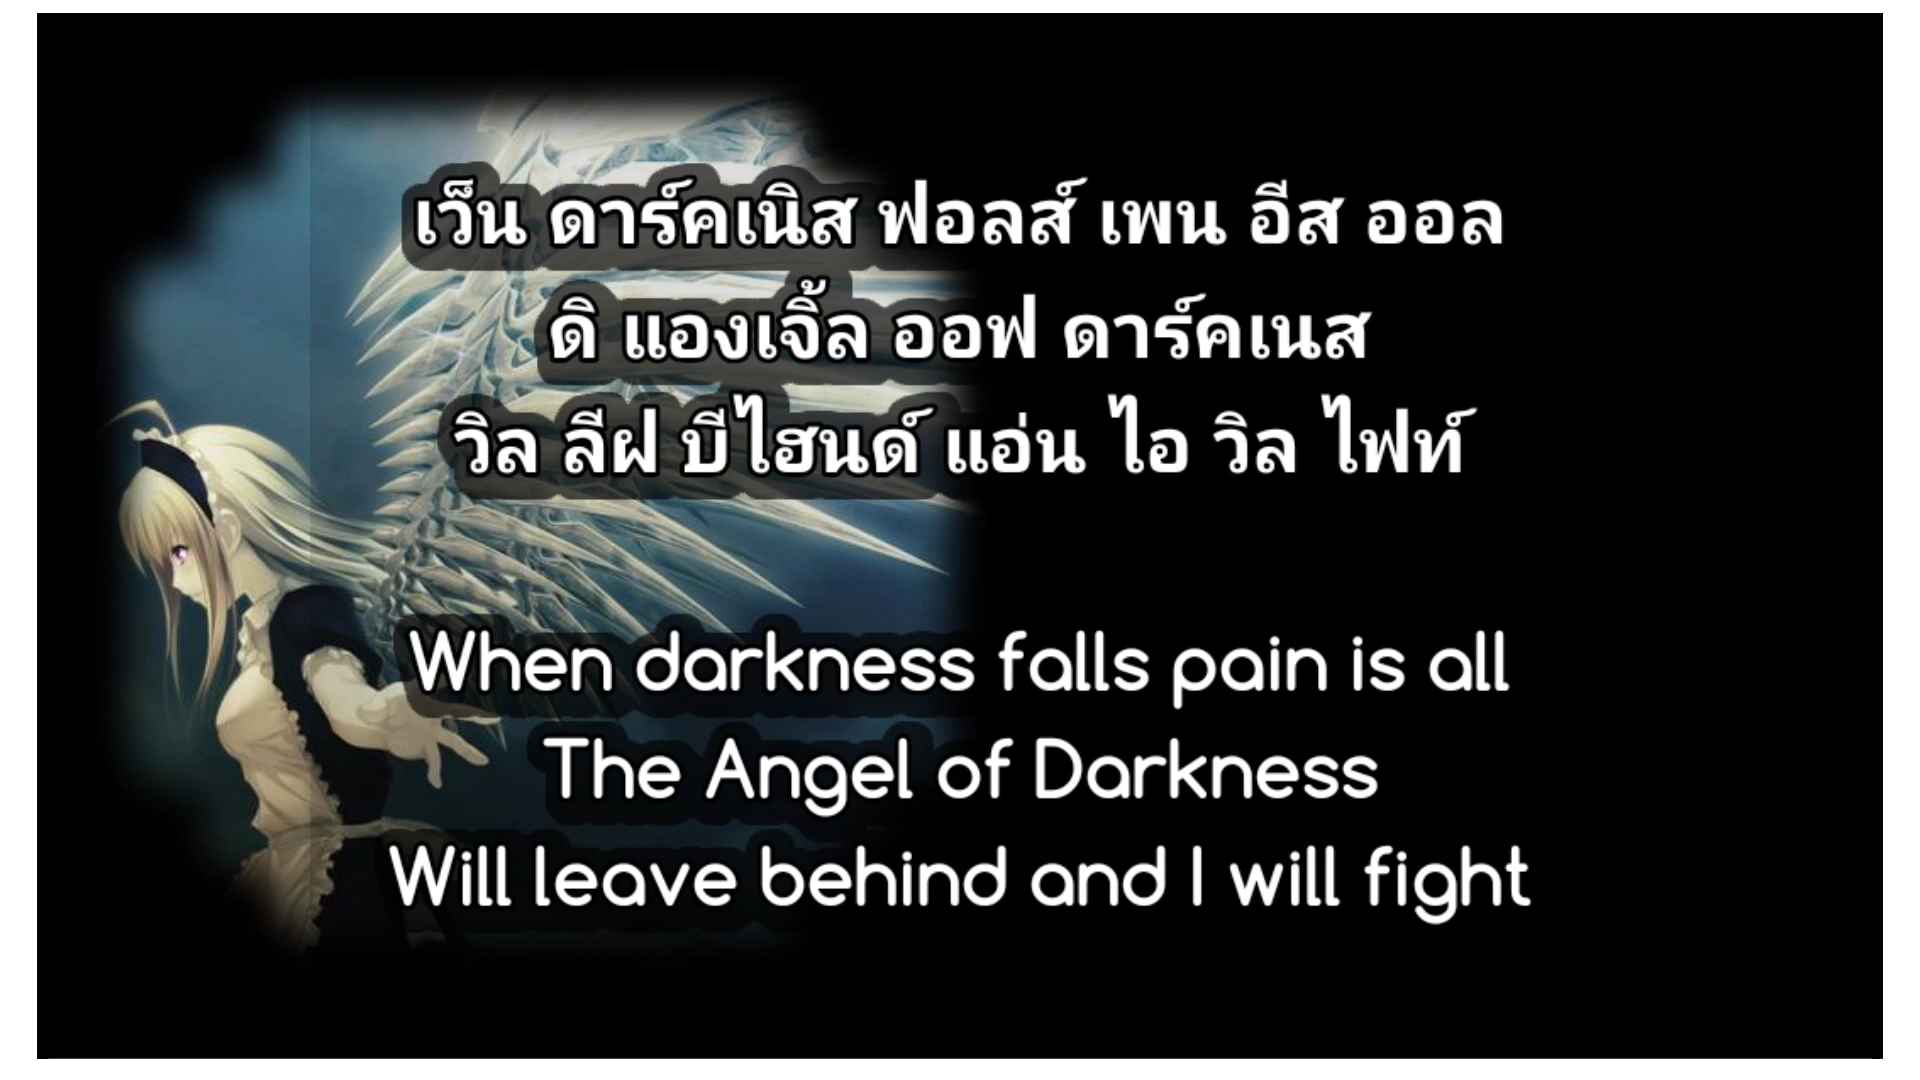 เว็น ดาร์คเนิส ฟอลส์ เพน อีส ออล
ดิ แองเจิ้ล ออฟ ดาร์คเนส
วิล ลีฝ บีไฮนด์ แอ่น ไอ วิล ไฟท์
When darkness falls pain is all
The Angel of Darkness
Will leave behind and I will fight